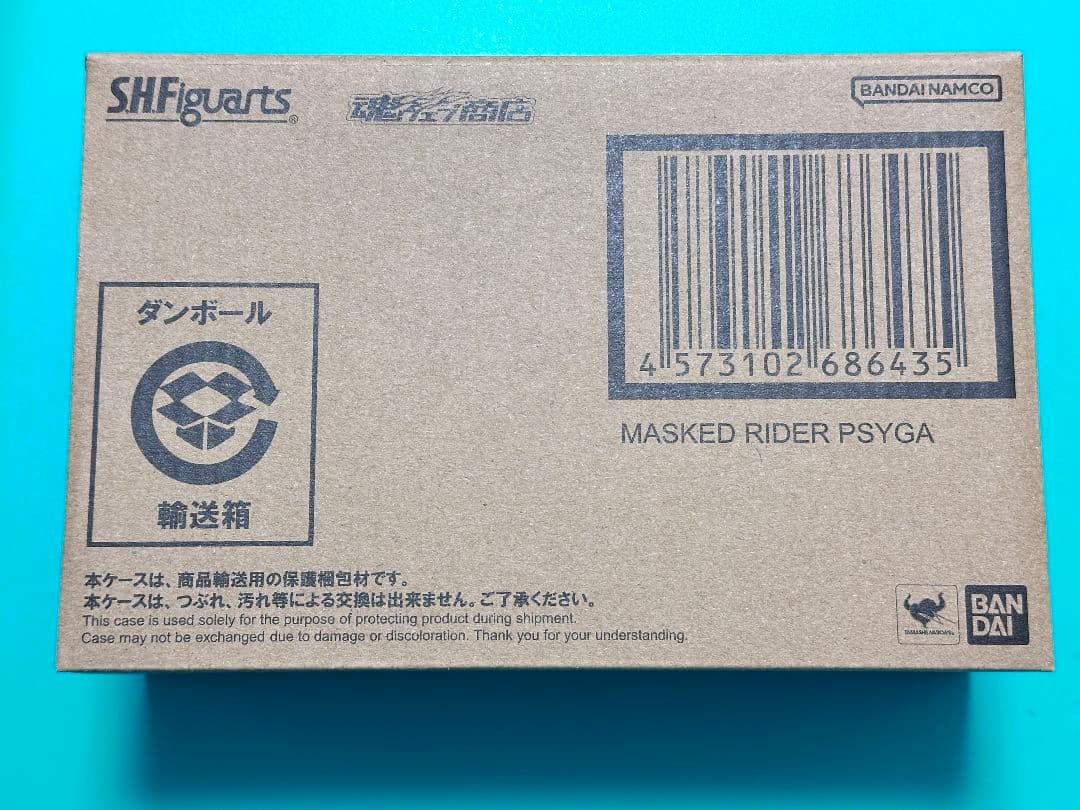 S.H.Figuarts®
魂ウェブ商店
BANDAI NAMCO
4 573102 686435
MASKED RIDER PSYGA
ダンボール
輸送箱
本ケースは、商品輸送用の保護梱包材です。
本ケースは、つぶれ、汚れ等による交換は出来ません。ご了承ください。
This case is used solely for the purpose of protecting product during shipment.
Case may not be exchanged due to damage or discoloration. Thank you for your understanding.
TAMASHII NATIONS
BAN
DAI